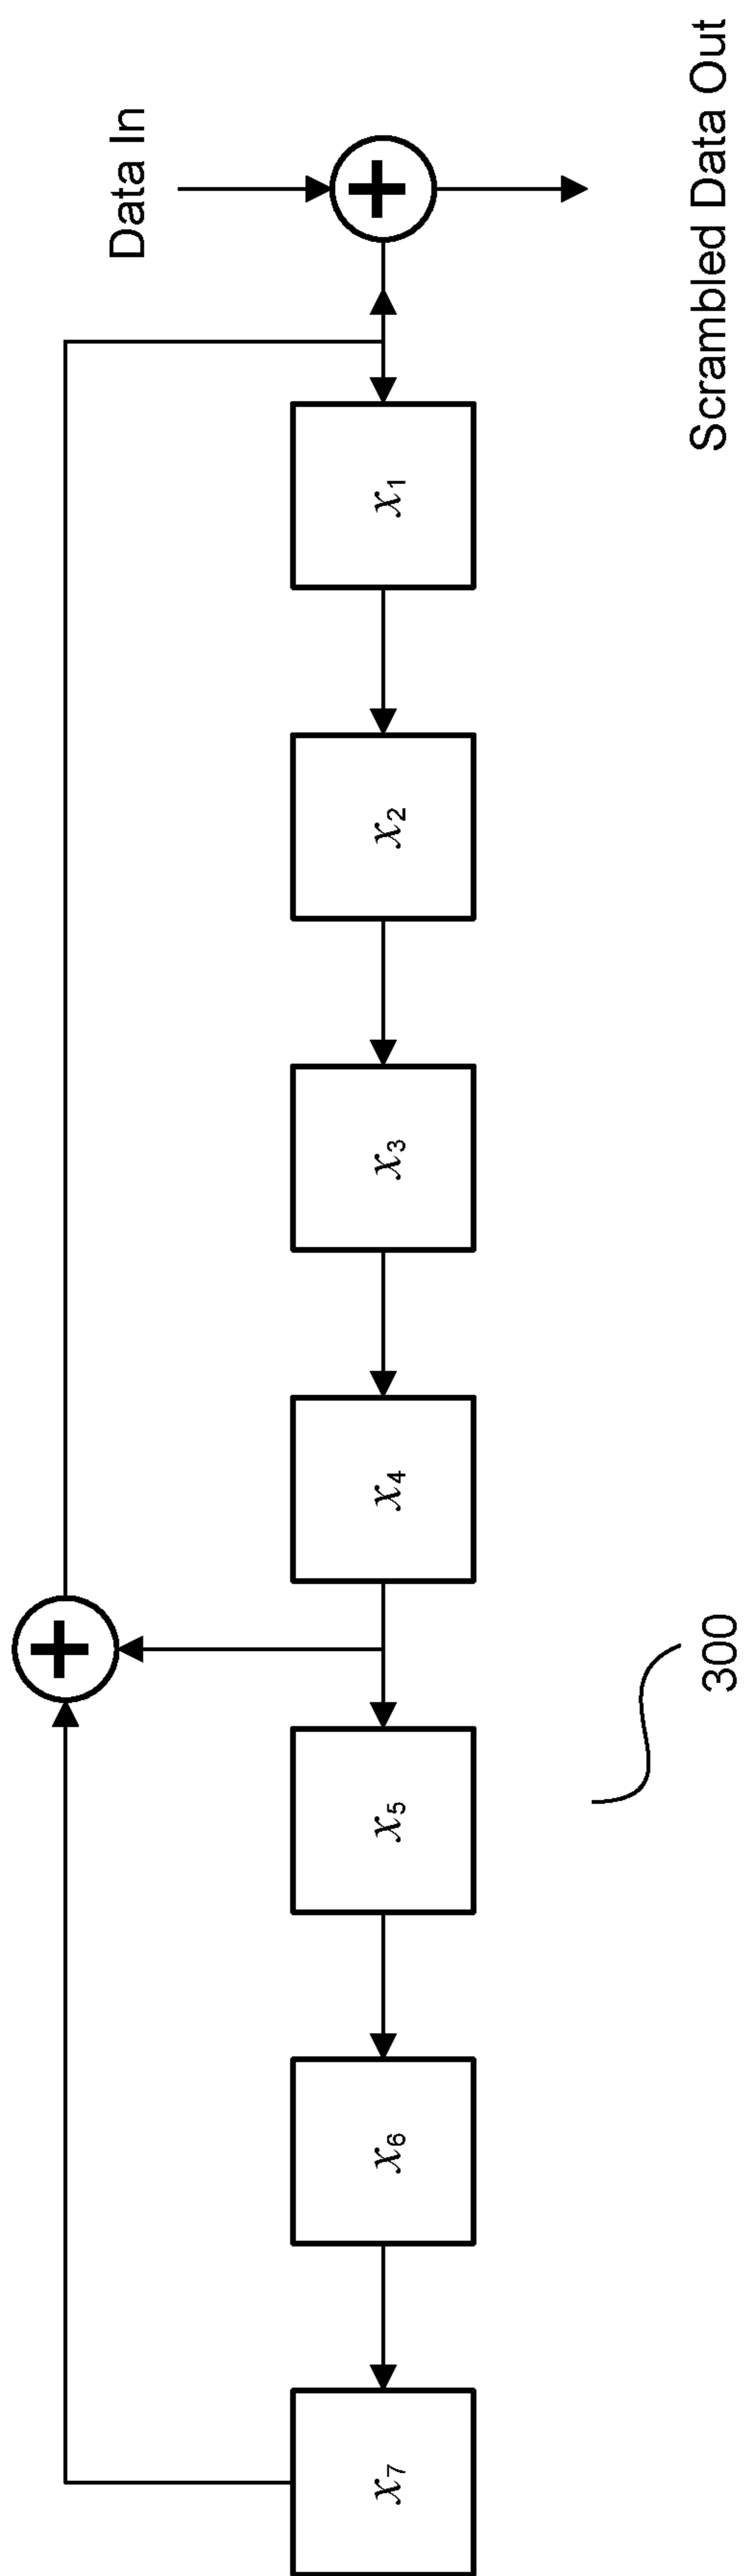 Data In
x₇
x₆
x₅
x₄
x₃
x₂
x₁
300
Scrambled Data Out